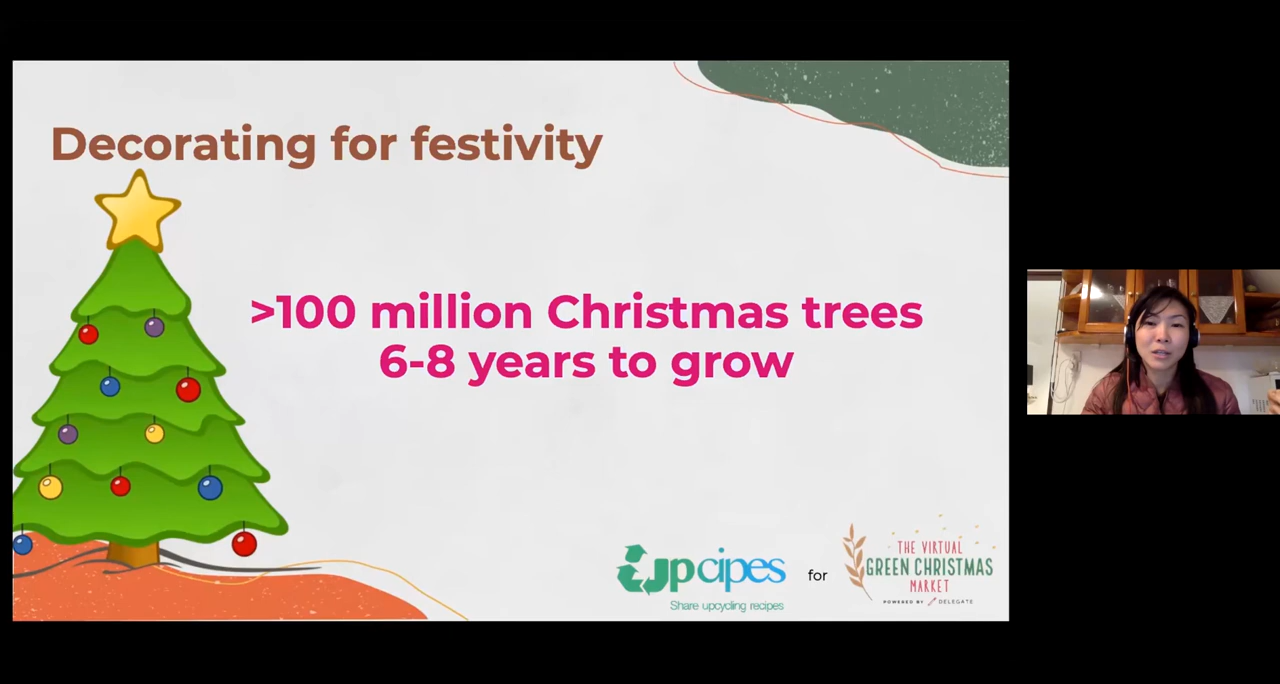 Decorating for festivity
>100 million Christmas trees
6-8 years to grow
upcipes
Share upcycling recipes
for
THE VIRTUAL
GREEN CHRISTMAS
MARKET
POWERED BY DELEGATE